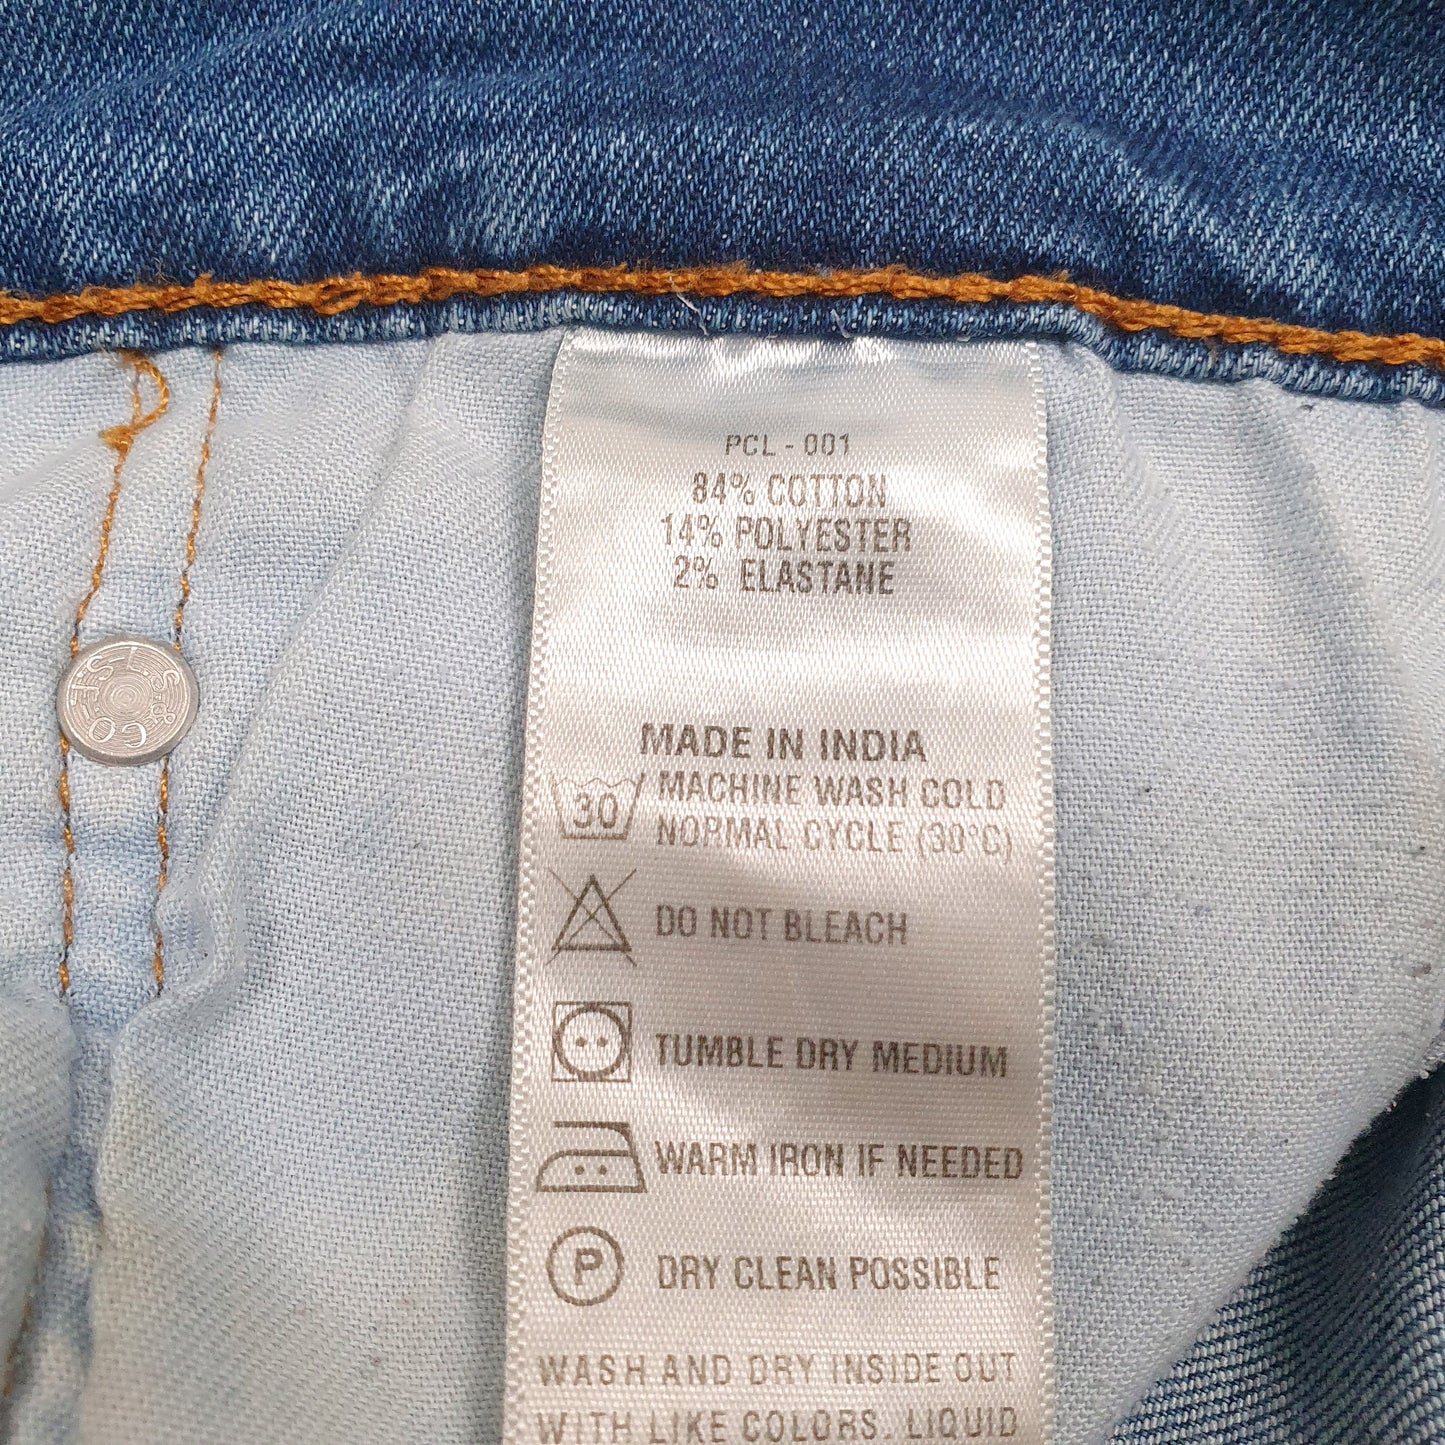 PCL - 001
84% COTTON
14% POLYESTER
2% ELASTANE
MADE IN INDIA
30
MACHINE WASH COLD
NORMAL CYCLE (30°C)
DO NOT BLEACH
TUMBLE DRY MEDIUM
WARM IRON IF NEEDED
P
DRY CLEAN POSSIBLE
WASH AND DRY INSIDE OUT
WITH LIKE COLORS. LIQUID
L.S.&CO